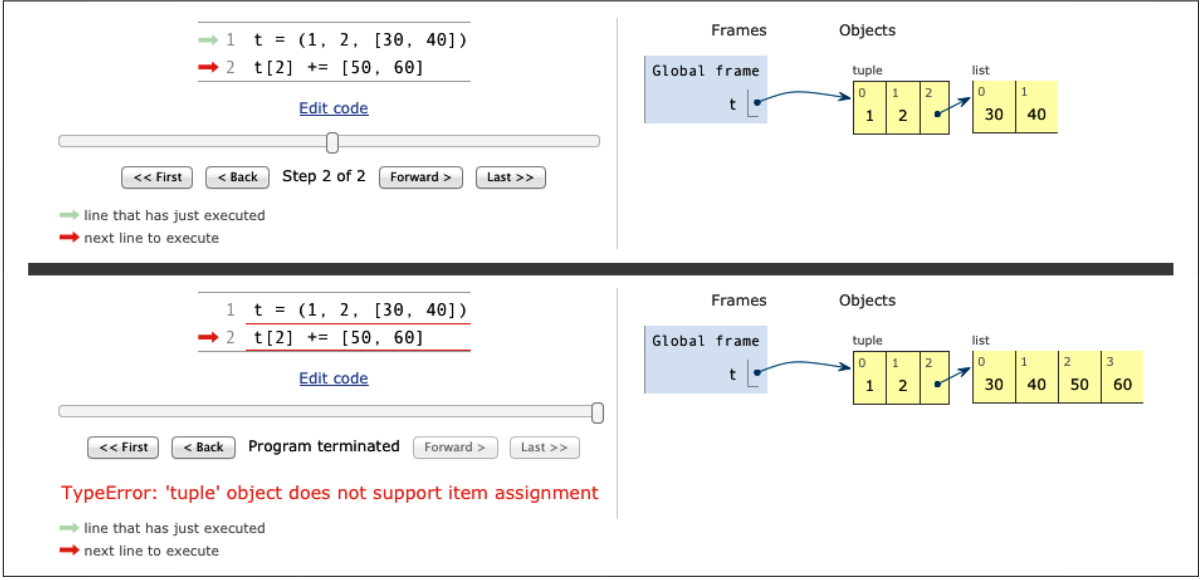 Frames Objects
1 t = (1, 2, [30, 40])
2 t[2] += [50, 60]
Edit code
<< First < Back Step 2 of 2 Forward > Last >>
line that has just executed
next line to execute
Global frame
t
tuple list
0 1 2 0 1
1 2 30 40
Frames Objects
1 t = (1, 2, [30, 40])
2 t[2] += [50, 60]
Edit code
<< First < Back Program terminated Forward > Last >>
TypeError: 'tuple' object does not support item assignment
line that has just executed
next line to execute
Global frame
t
tuple list
0 1 2 0 1 2 3
1 2 30 40 50 60